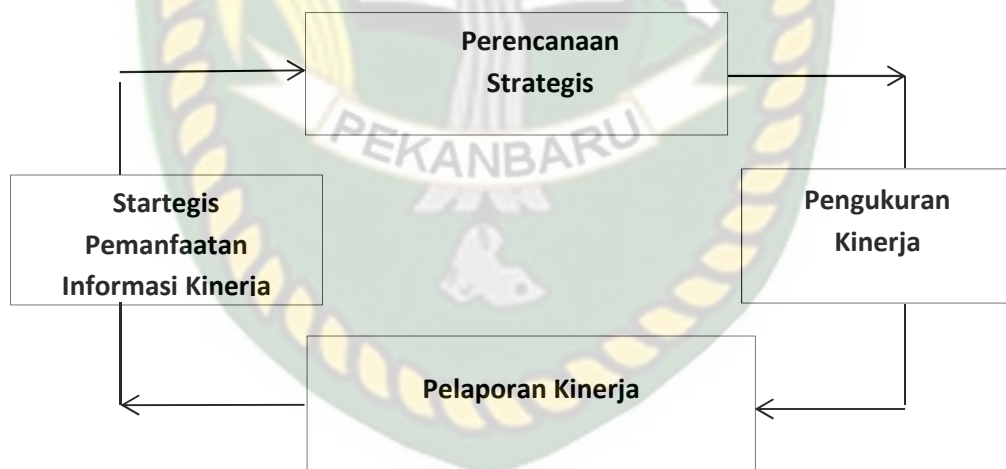 Perencanaan
Strategis
PEKANBARU
Startegis
Pemanfaatan
Informasi Kinerja
Pengukuran
Kinerja
Pelaporan Kinerja